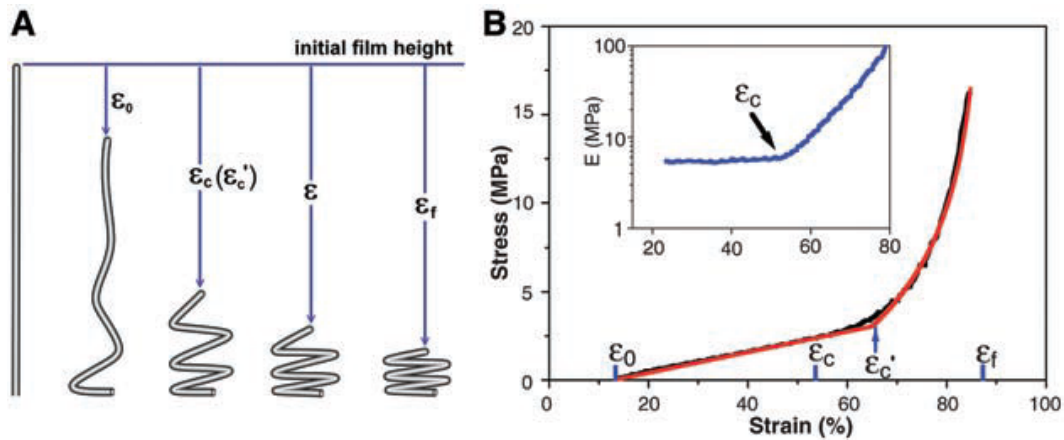 A
initial film height
ε₀
εc(εc')
ε
εf
B
Stress (MPa)
20
15
10
5
0
E (MPa)
100
10
1
εc
20 40 60 80
ε₀ εc εc' εf
0 20 40 60 80 100
Strain (%)